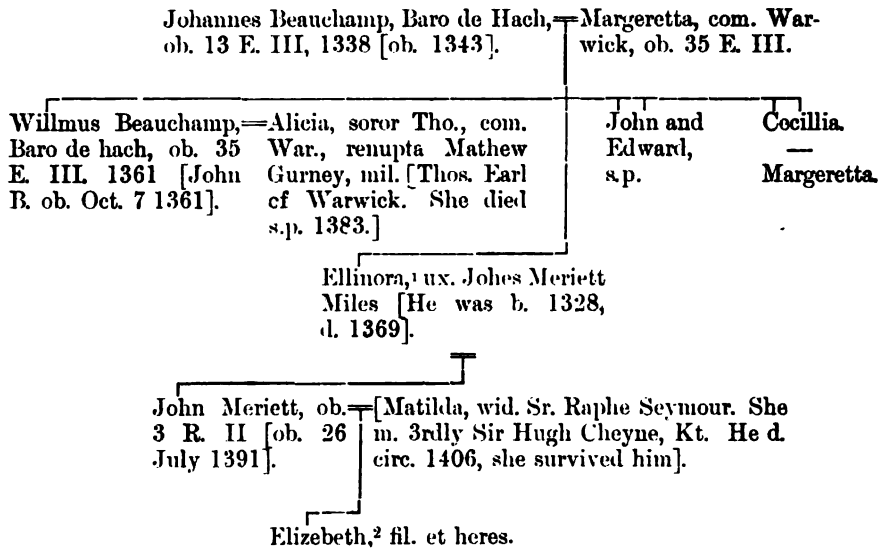 Johannes Beauchamp, Baro de Hach,
ob. 13 E. III, 1338 [ob. 1343].
Margeretta, com. War-
wick, ob. 35 E. III.
Willmus Beauchamp,
Baro de hach, ob. 35
E. III. 1361 [John
B. ob. Oct. 7 1361].
Alicia, soror Tho., com.
War., renupta Mathew
Gurney, mil. [Thos. Earl
of Warwick. She died
s.p. 1383.]
John and
Edward,
s.p.
Cecillia.
—
Margeretta.
Ellinora,¹ ux. Johes Meriett
Miles [He was b. 1328,
d. 1369].
John Meriett, ob.
3 R. II [ob. 26
July 1391].
[Matilda, wid. Sr. Raphe Seymour. She
m. 3rdly Sir Hugh Cheyne, Kt. He d.
circ. 1406, she survived him].
Elizebeth,² fil. et heres.